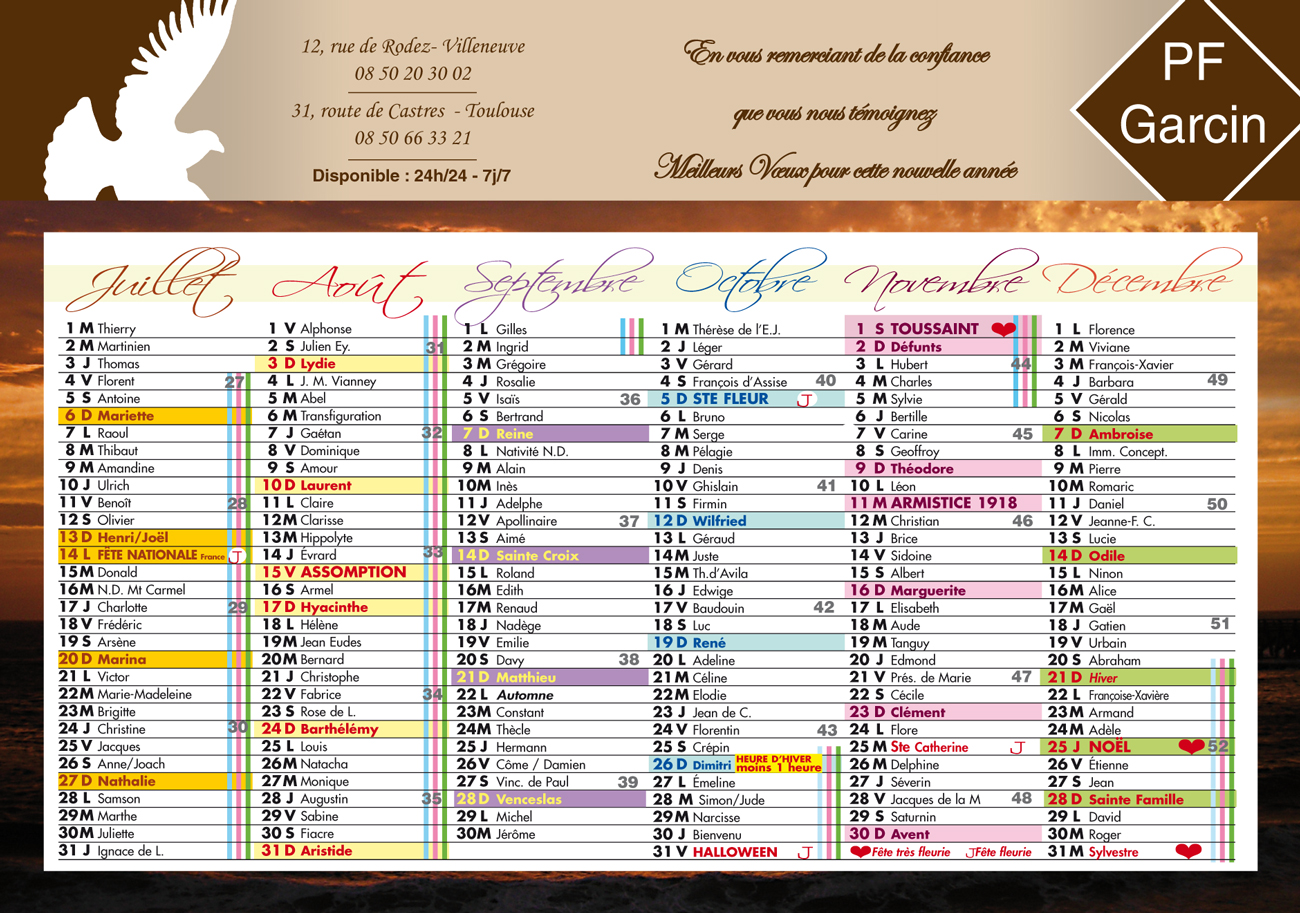 12, rue de Rodez- Villeneuve
08 50 20 30 02
31, route de Castres - Toulouse
08 50 66 33 21
Disponible : 24h/24 - 7j/7
En vous remerciant de la confiance
que vous nous témoignez
Meilleurs Vœux pour cette nouvelle année
PF
Garcin
Juillet
1 M Thierry
2 M Martinien
3 J Thomas
4 V Florent 27
5 S Antoine
6 D Mariette
7 L Raoul
8 M Thibaut
9 M Amandine
10 J Ulrich
11 V Benoît 28
12 S Olivier
13 D Henri/Joël
14 L FÊTE NATIONALE France J
15 M Donald
16 M N.D. Mt Carmel
17 J Charlotte 29
18 V Frédéric
19 S Arsène
20 D Marina
21 L Victor
22 M Marie-Madeleine
23 M Brigitte
24 J Christine 30
25 V Jacques
26 S Anne/Joach
27 D Nathalie
28 L Samson
29 M Marthe
30 M Juliette
31 J Ignace de L.
Août
1 V Alphonse
2 S Julien Ey. 31
3 D Lydie
4 L J. M. Vianney
5 M Abel
6 M Transfiguration
7 J Gaétan 32
8 V Dominique
9 S Amour
10 D Laurent
11 L Claire
12 M Clarisse
13 M Hippolyte
14 J Évrard 33
15 V ASSOMPTION
16 S Armel
17 D Hyacinthe
18 L Hélène
19 M Jean Eudes
20 M Bernard
21 J Christophe
22 V Fabrice 34
23 S Rose de L.
24 D Barthélémy
25 L Louis
26 M Natacha
27 M Monique
28 J Augustin 35
29 V Sabine
30 S Fiacre
31 D Aristide
Septembre
1 L Gilles
2 M Ingrid
3 M Grégoire
4 J Rosalie
5 V Isaïs 36
6 S Bertrand
7 D Reine
8 L Nativité N.D.
9 M Alain
10 M Inès
11 J Adelphe
12 V Apollinaire 37
13 S Aimé
14 D Sainte Croix
15 L Roland
16 M Edith
17 M Renaud
18 J Nadège
19 V Emilie
20 S Davy 38
21 D Matthieu
22 L Automne
23 M Constant
24 M Thècle
25 J Hermann
26 V Côme / Damien
27 S Vinc. de Paul 39
28 D Venceslas
29 L Michel
30 M Jérôme
Octobre
1 M Thérèse de l'E.J.
2 J Léger
3 V Gérard
4 S François d'Assise 40
5 D STE FLEUR J
6 L Bruno
7 M Serge
8 M Pélagie
9 J Denis
10 V Ghislain 41
11 S Firmin
12 D Wilfried
13 L Géraud
14 M Juste
15 M Th.d'Avila
16 J Edwige
17 V Baudouin 42
18 S Luc
19 D René
20 L Adeline
21 M Céline
22 M Elodie
23 J Jean de C.
24 V Florentin 43
25 S Crépin
26 D Dimitri HEURE D'HIVER
moins 1 heure
27 L Émeline
28 M Simon/Jude
29 M Narcisse
30 J Bienvenu
31 V HALLOWEEN J
Novembre
1 S TOUSSAINT
2 D Défunts
3 L Hubert 44
4 M Charles
5 M Sylvie
6 J Bertille
7 V Carine 45
8 S Geoffroy
9 D Théodore
10 L Léon
11 M ARMISTICE 1918
12 M Christian 46
13 J Brice
14 V Sidoine
15 S Albert
16 D Marguerite
17 L Elisabeth
18 M Aude
19 M Tanguy
20 J Edmond
21 V Prés. de Marie 47
22 S Cécile
23 D Clément
24 L Flore
25 M Ste Catherine J
26 M Delphine
27 J Séverin
28 V Jacques de la M 48
29 S Saturnin
30 D Avent
Fête très fleurie J Fête fleurie
Décembre
1 L Florence
2 M Viviane
3 M François-Xavier
4 J Barbara 49
5 V Gérald
6 S Nicolas
7 D Ambroise
8 L Imm. Concept.
9 M Pierre
10 M Romaric
11 J Daniel 50
12 V Jeanne-F. C.
13 S Lucie
14 D Odile
15 L Ninon
16 M Alice
17 M Gaël
18 J Gatien 51
19 V Urbain
20 S Abraham
21 D Hiver
22 L Françoise-Xavière
23 M Armand
24 M Adèle
25 J NOËL 52
26 V Étienne
27 S Jean
28 D Sainte Famille
29 L David
30 M Roger
31 M Sylvestre